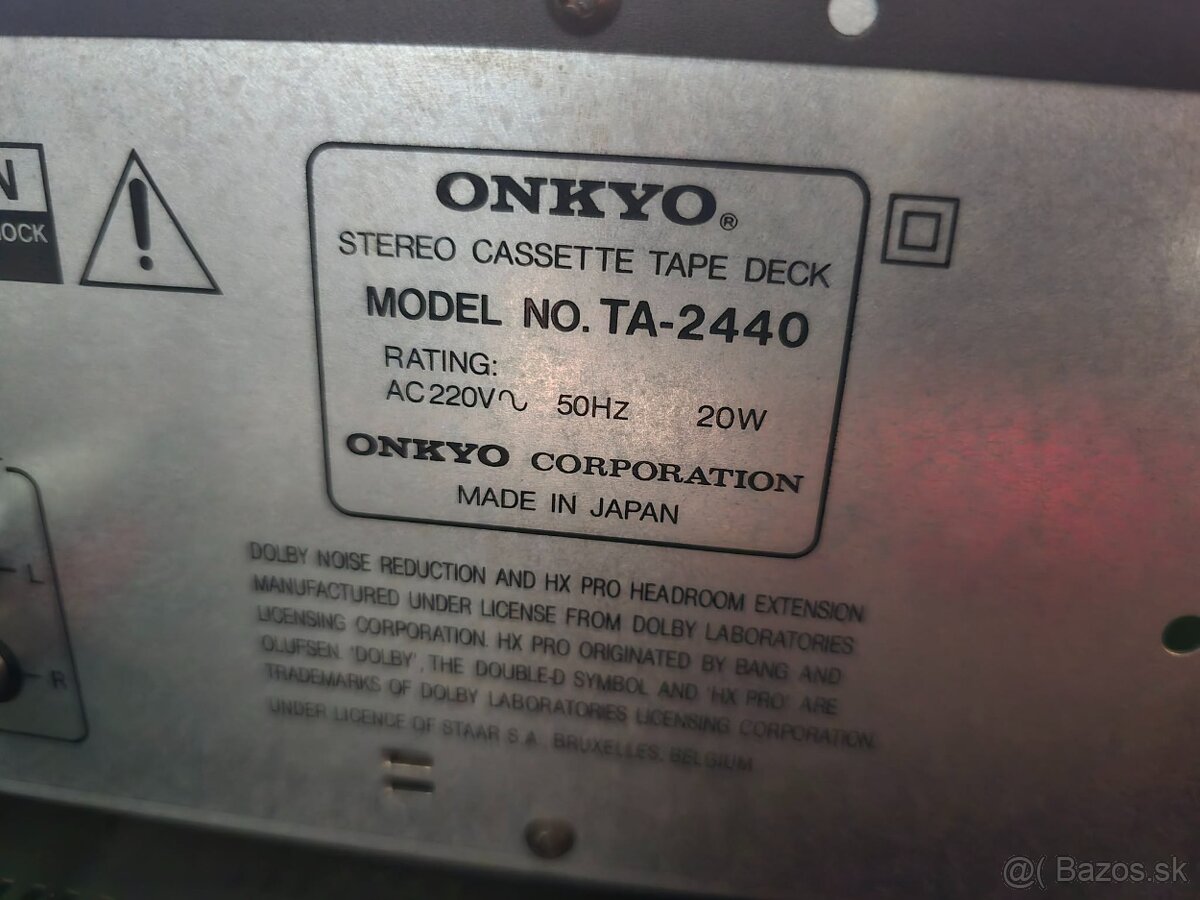 N
OCK
ONKYO®
STEREO CASSETTE TAPE DECK
MODEL NO. TA-2440
RATING:
AC 220V∿ 50Hz 20W
ONKYO CORPORATION
MADE IN JAPAN
L
R
DOLBY NOISE REDUCTION AND HX PRO HEADROOM EXTENSION
MANUFACTURED UNDER LICENSE FROM DOLBY LABORATORIES
LICENSING CORPORATION. HX PRO ORIGINATED BY BANG AND
OLUFSEN 'DOLBY', THE DOUBLE-D SYMBOL AND 'HX PRO' ARE
TRADEMARKS OF DOLBY LABORATORIES LICENSING CORPORATION.
UNDER LICENCE OF STAAR S.A. BRUXELLES, BELGIUM
@( Bazos.sk